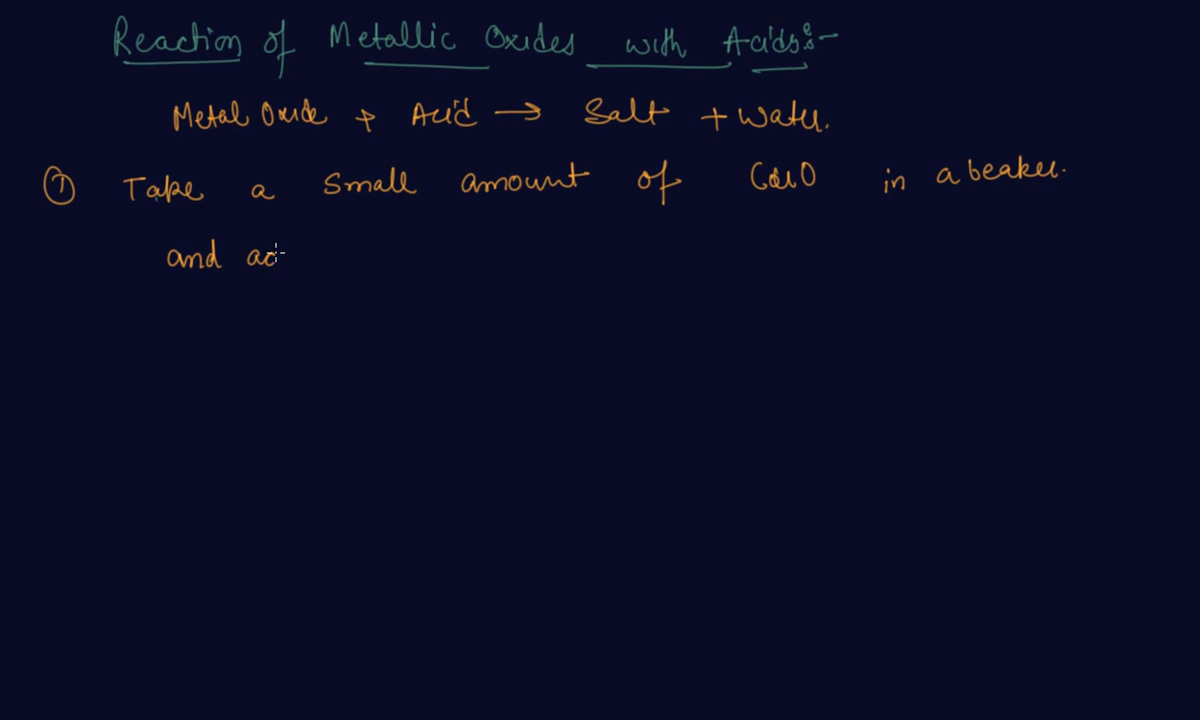 Reaction of Metallic Oxides with Acids:-
Metal Oxide + Acid → Salt + Water.
① Take a small amount of CuO in a beaker.
and ad